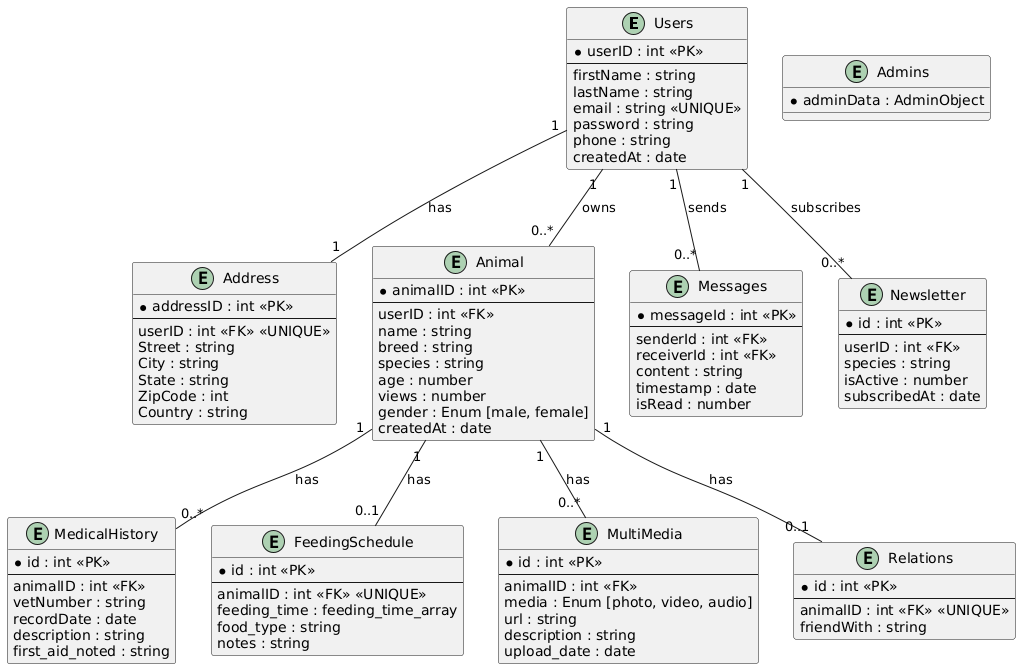 E Users
userID : int «PK»
firstName : string
lastName : string
email : string «UNIQUE»
password : string
phone : string
createdAt : date
E Admins
adminData : AdminObject
1
1
1
1
has
owns
sends
subscribes
1
0..*
0..*
0..*
E Address
addressID : int «PK»
userID : int «FK» «UNIQUE»
Street : string
City : string
State : string
ZipCode : int
Country : string
E Animal
animalID : int «PK»
userID : int «FK»
name : string
breed : string
species : string
age : number
views : number
gender : Enum [male, female]
createdAt : date
E Messages
messageId : int «PK»
senderId : int «FK»
receiverId : int «FK»
content : string
timestamp : date
isRead : number
E Newsletter
id : int «PK»
userID : int «FK»
species : string
isActive : number
subscribedAt : date
1
1
1
1
has
has
has
has
0..*
0..1
0..*
0..1
E MedicalHistory
id : int «PK»
animalID : int «FK»
vetNumber : string
recordDate : date
description : string
first_aid_noted : string
E FeedingSchedule
id : int «PK»
animalID : int «FK» «UNIQUE»
feeding_time : feeding_time_array
food_type : string
notes : string
E MultiMedia
id : int «PK»
animalID : int «FK»
media : Enum [photo, video, audio]
url : string
description : string
upload_date : date
E Relations
id : int «PK»
animalID : int «FK» «UNIQUE»
friendWith : string